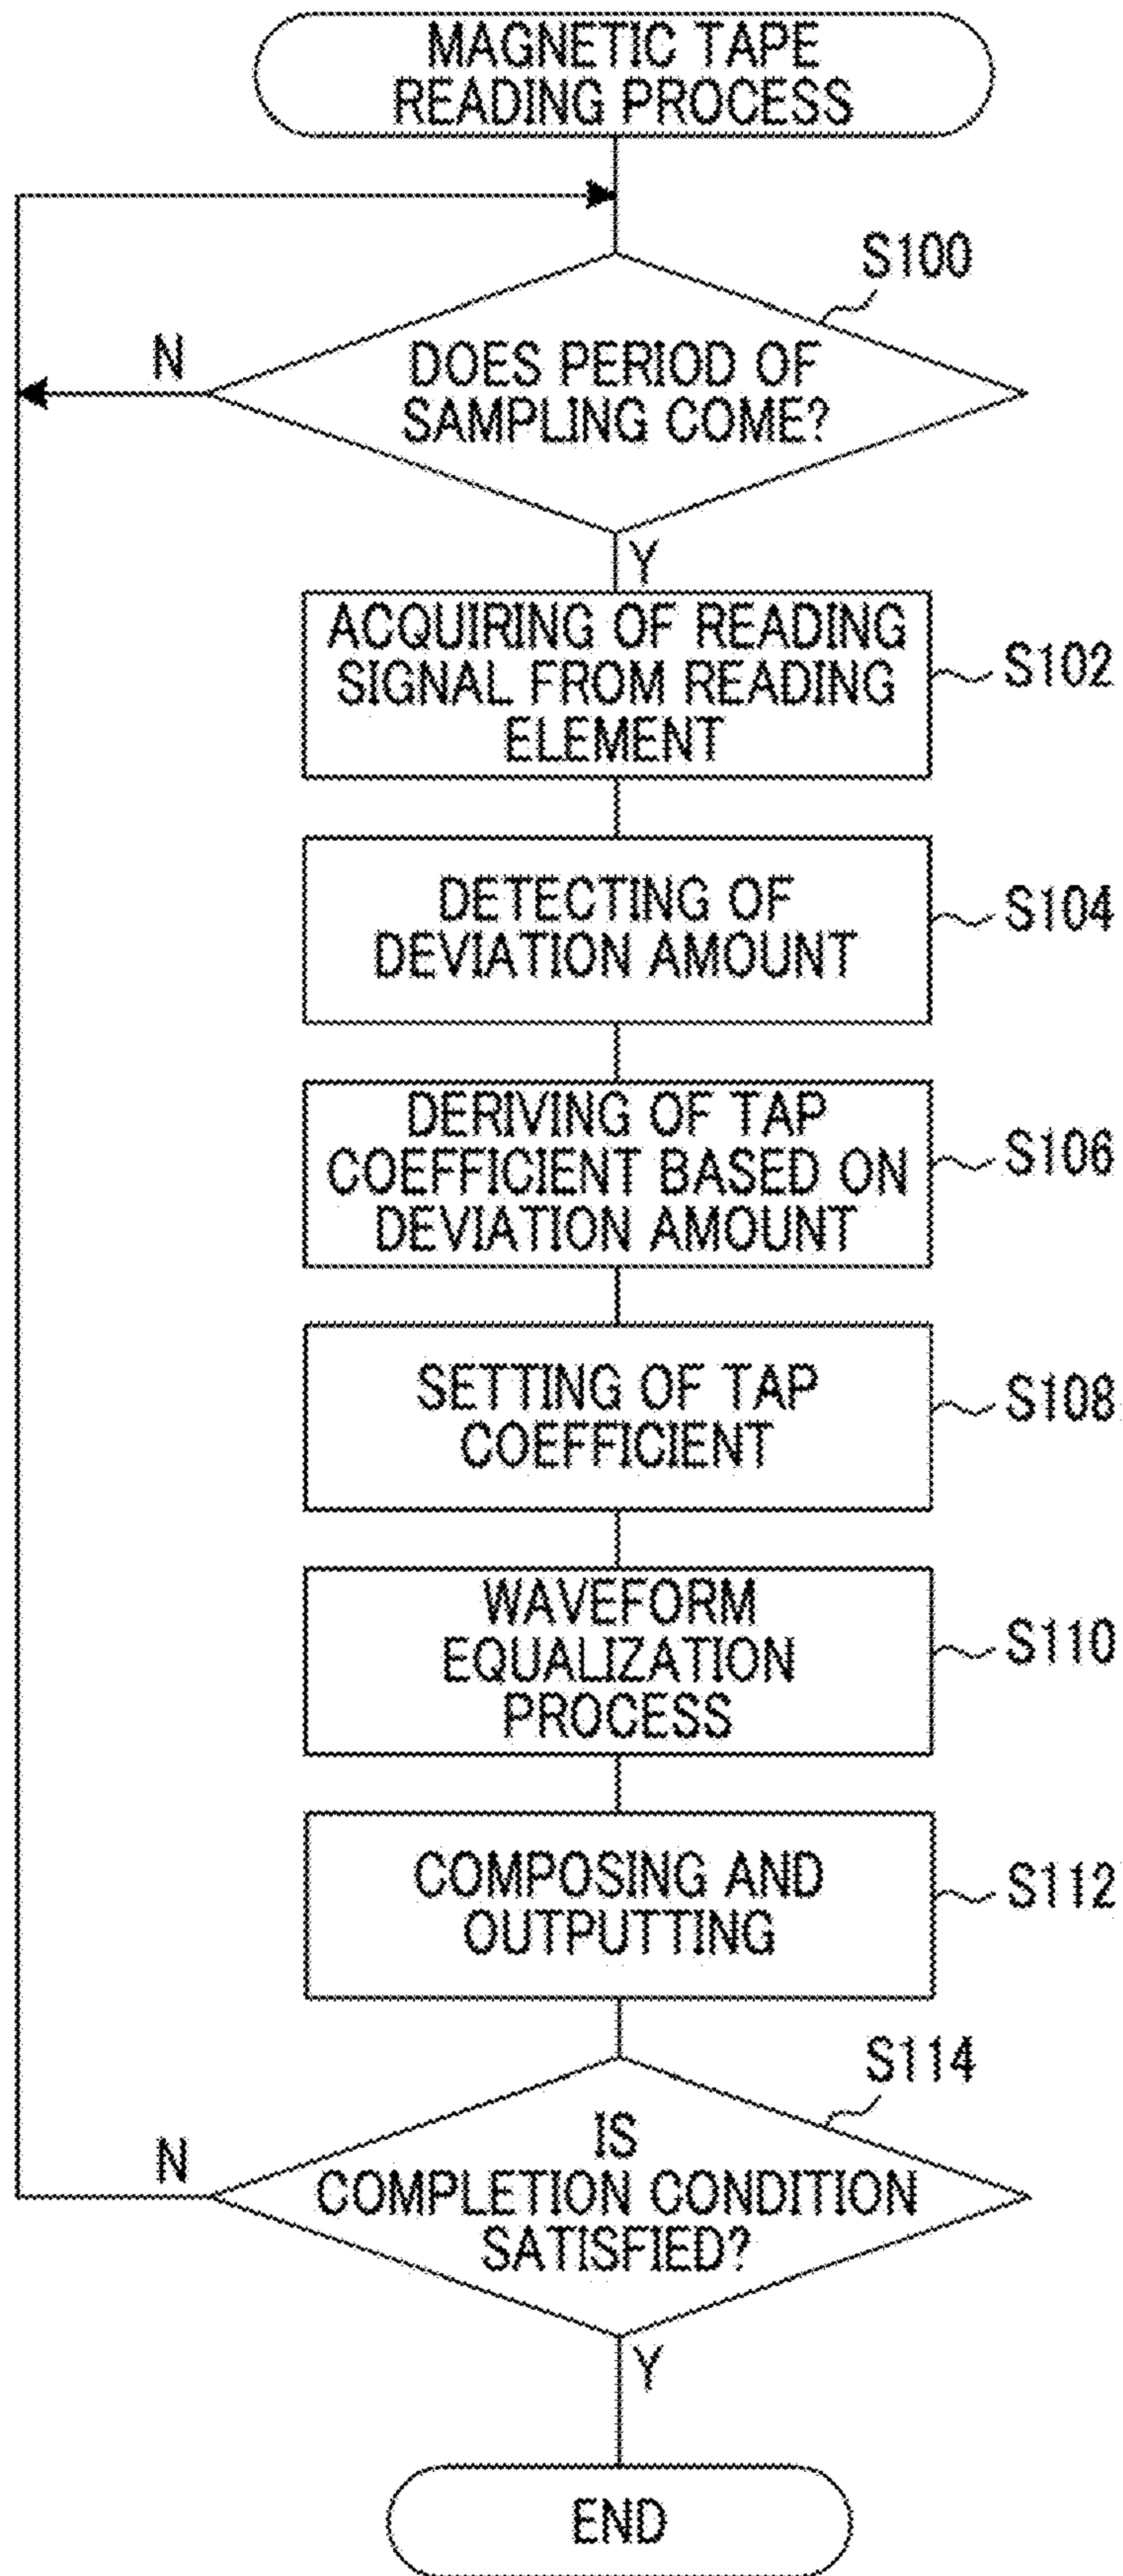 MAGNETIC TAPE
READING PROCESS
S100
N
DOES PERIOD OF
SAMPLING COME?
Y
ACQUIRING OF READING
SIGNAL FROM READING
ELEMENT
S102
DETECTING OF
DEVIATION AMOUNT
S104
DERIVING OF TAP
COEFFICIENT BASED ON
DEVIATION AMOUNT
S106
SETTING OF TAP
COEFFICIENT
S108
WAVEFORM
EQUALIZATION
PROCESS
S110
COMPOSING AND
OUTPUTTING
S112
S114
N
IS
COMPLETION CONDITION
SATISFIED?
Y
END